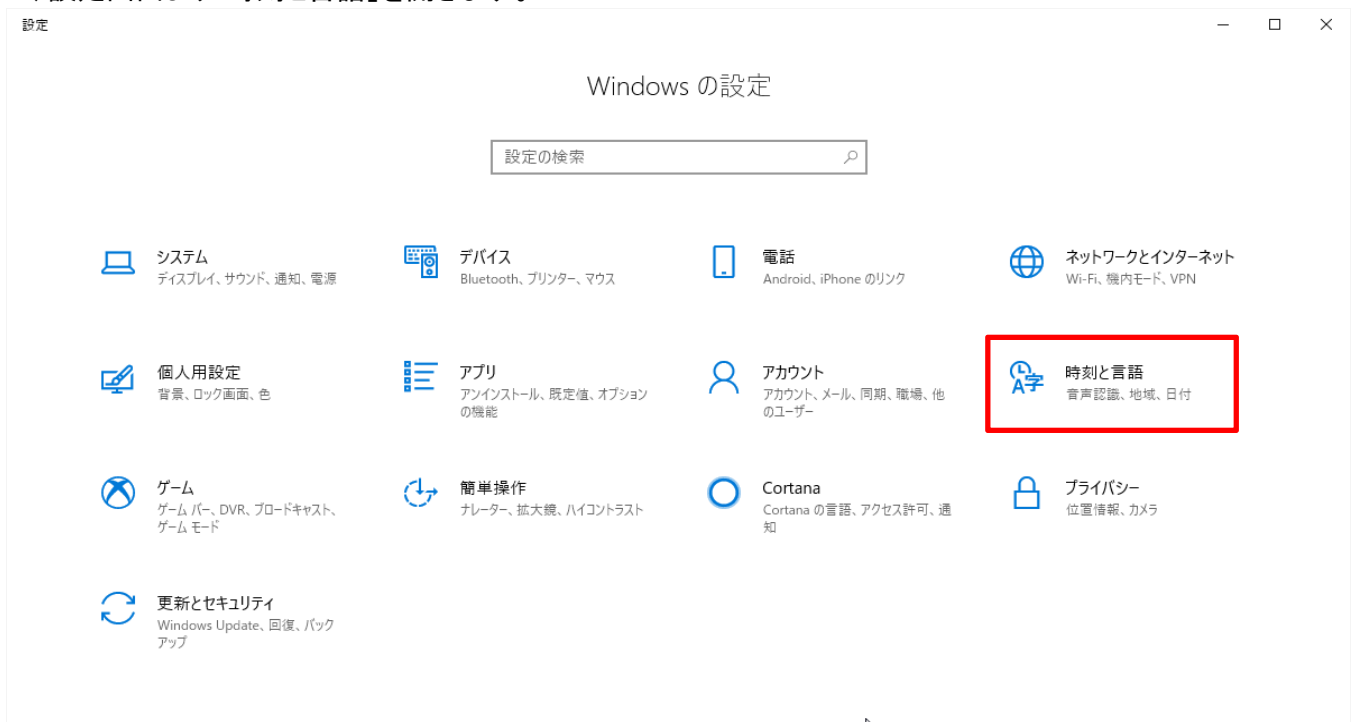 設定
Windows の設定
設定の検索
システム
ディスプレイ、サウンド、通知、電源
デバイス
Bluetooth、プリンター、マウス
電話
Android、iPhone のリンク
ネットワークとインターネット
Wi-Fi、機内モード、VPN
個人用設定
背景、ロック画面、色
アプリ
アンインストール、既定値、オプション
の機能
アカウント
アカウント、メール、同期、職場、他
のユーザー
時刻と言語
音声認識、地域、日付
ゲーム
ゲーム バー、DVR、ブロードキャスト、
ゲーム モード
簡単操作
ナレーター、拡大鏡、ハイコントラスト
Cortana
Cortana の言語、アクセス許可、通
知
プライバシー
位置情報、カメラ
更新とセキュリティ
Windows Update、回復、バック
アップ